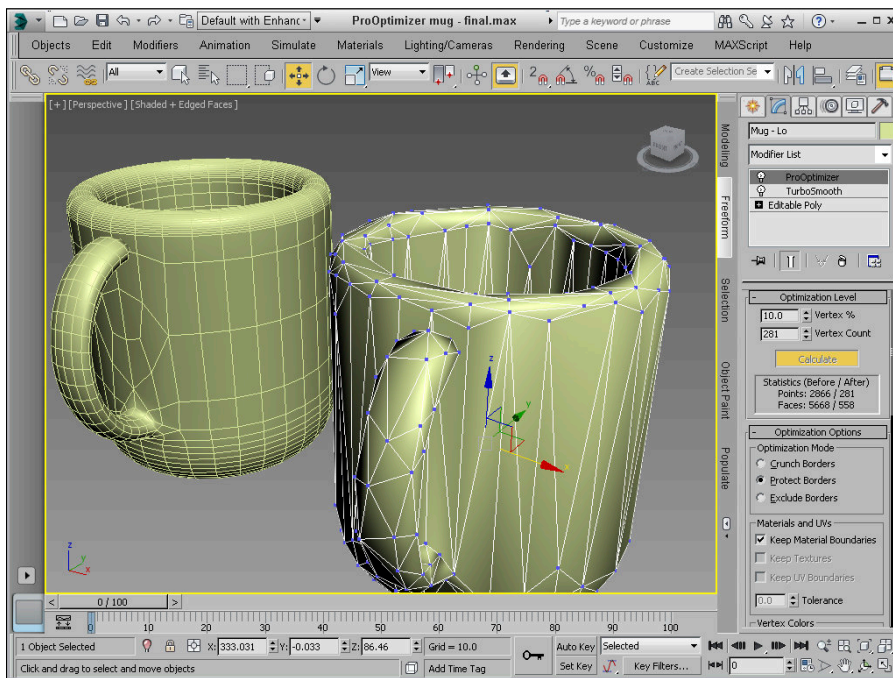 Default with Enhanc
ProOptimizer mug - final.max
Type a keyword or phrase
Objects Edit Modifiers Animation Simulate Materials Lighting/Cameras Rendering Scene Customize MAXScript Help
All
View
2
%
ABC
Create Selection Se
[+] [Perspective] [Shaded + Edged Faces]
Modeling
Freeform
Selection
Object Paint
Populate
Mug - Lo
Modifier List
ProOptimizer
TurboSmooth
Editable Poly
- Optimization Level
10.0 Vertex %
281 Vertex Count
Calculate
Statistics (Before / After)
Points: 2866 / 281
Faces: 5668 / 558
- Optimization Options
Optimization Mode
Crunch Borders
Protect Borders
Exclude Borders
Materials and UVs
Keep Material Boundaries
Keep Textures
Keep UV Boundaries
0.0 Tolerance
Vertex Colors
z
y
x
z
y
x
< 0 / 100 >
0 10 20 30 40 50 60 70 80 90 100
1 Object Selected X: 333.031 Y: -0.033 Z: 86.46 Grid = 10.0 Auto Key Selected
Click and drag to select and move objects Add Time Tag Set Key Key Filters... 0